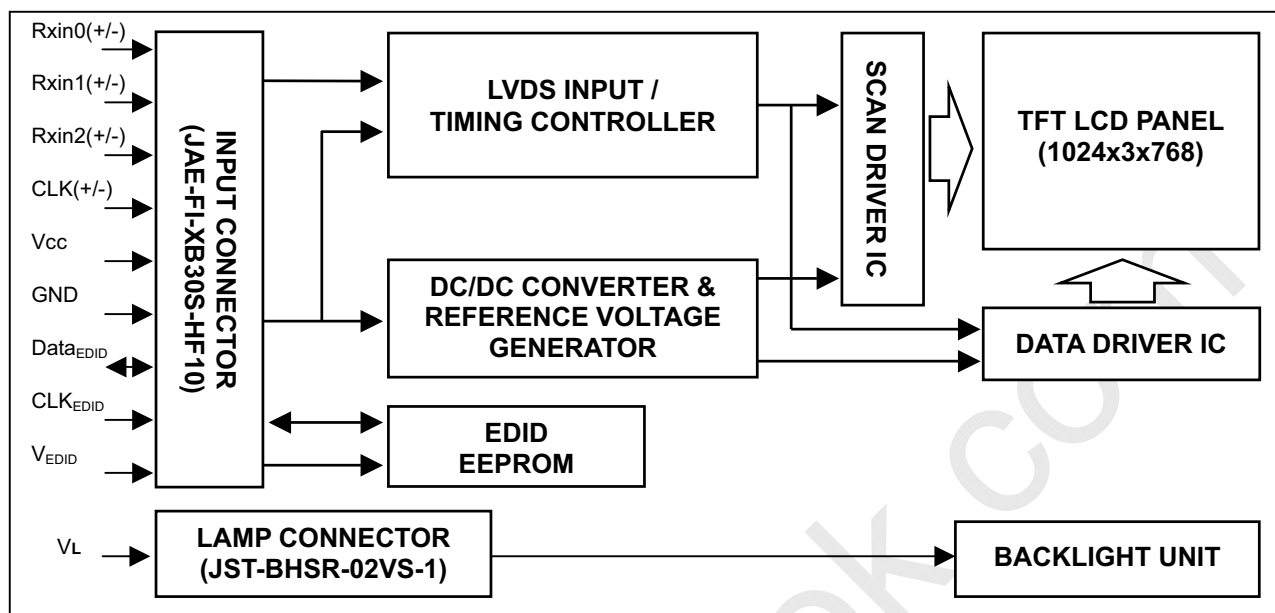 Rxin0(+/-)
Rxin1(+/-)
Rxin2(+/-)
CLK(+/-)
Vcc
GND
DataEDID
CLKEDID
VEDID
VL
INPUT CONNECTOR
(JAE-FI-XB30S-HF10)
LVDS INPUT /
TIMING CONTROLLER
DC/DC CONVERTER &
REFERENCE VOLTAGE
GENERATOR
EDID
EEPROM
LAMP CONNECTOR
(JST-BHSR-02VS-1)
SCAN DRIVER IC
TFT LCD PANEL
(1024x3x768)
DATA DRIVER IC
BACKLIGHT UNIT